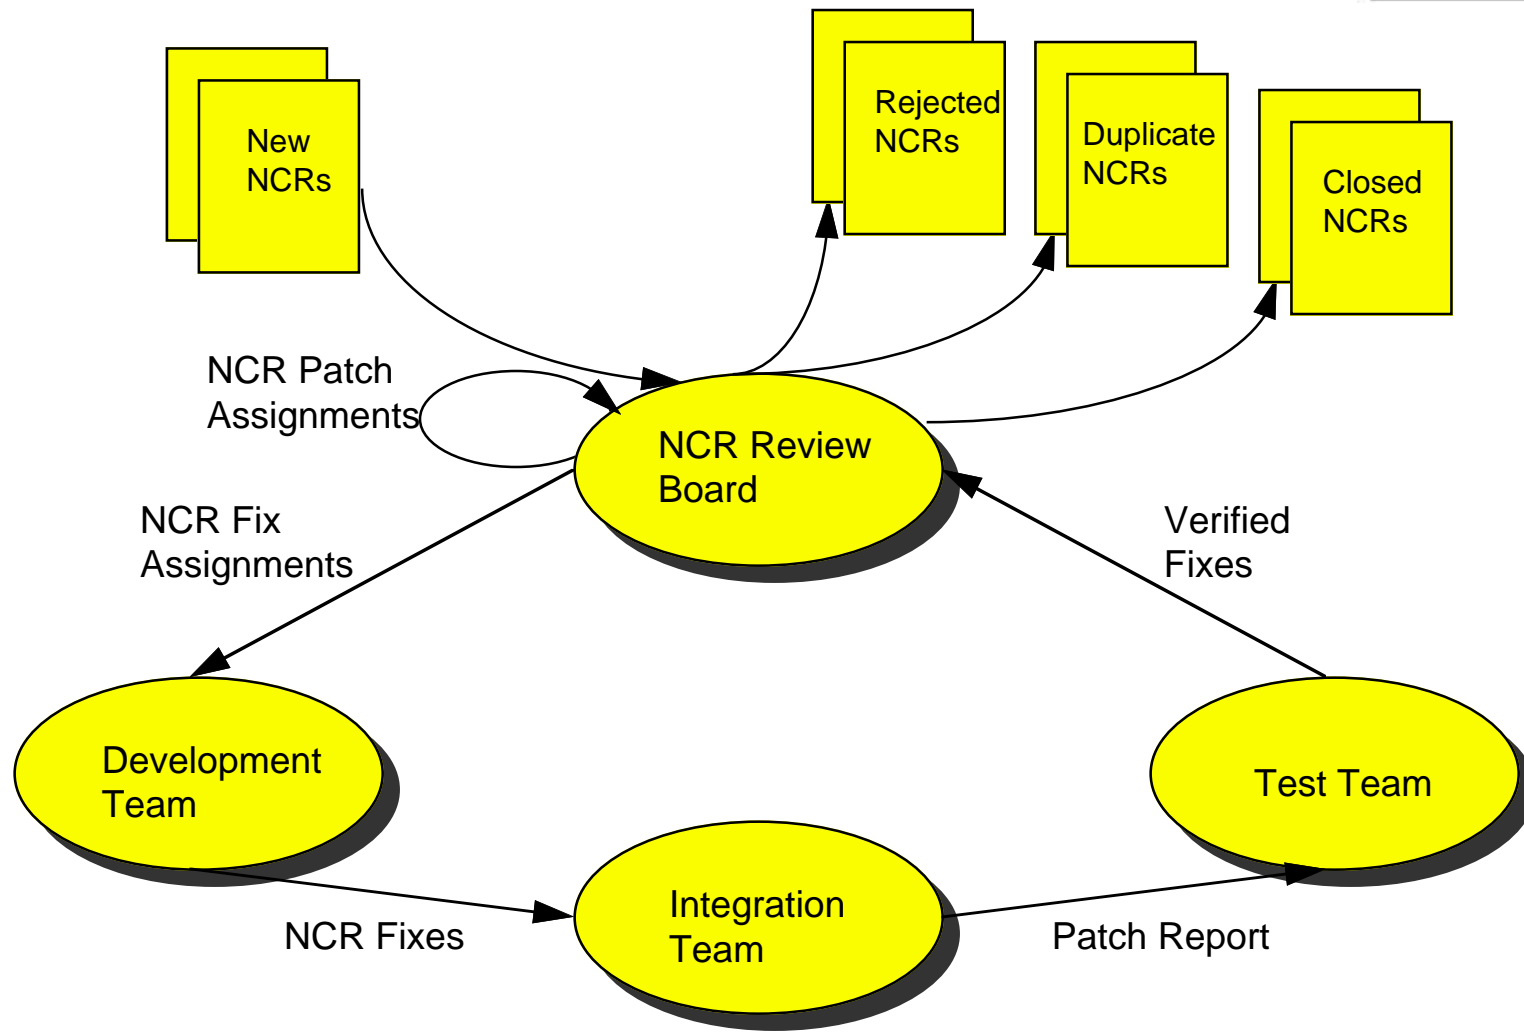 New
NCRs
Rejected
NCRs
Duplicate
NCRs
Closed
NCRs
NCR Patch
Assignments
NCR Review
Board
NCR Fix
Assignments
Verified
Fixes
Development
Team
Test Team
Integration
Team
NCR Fixes
Patch Report